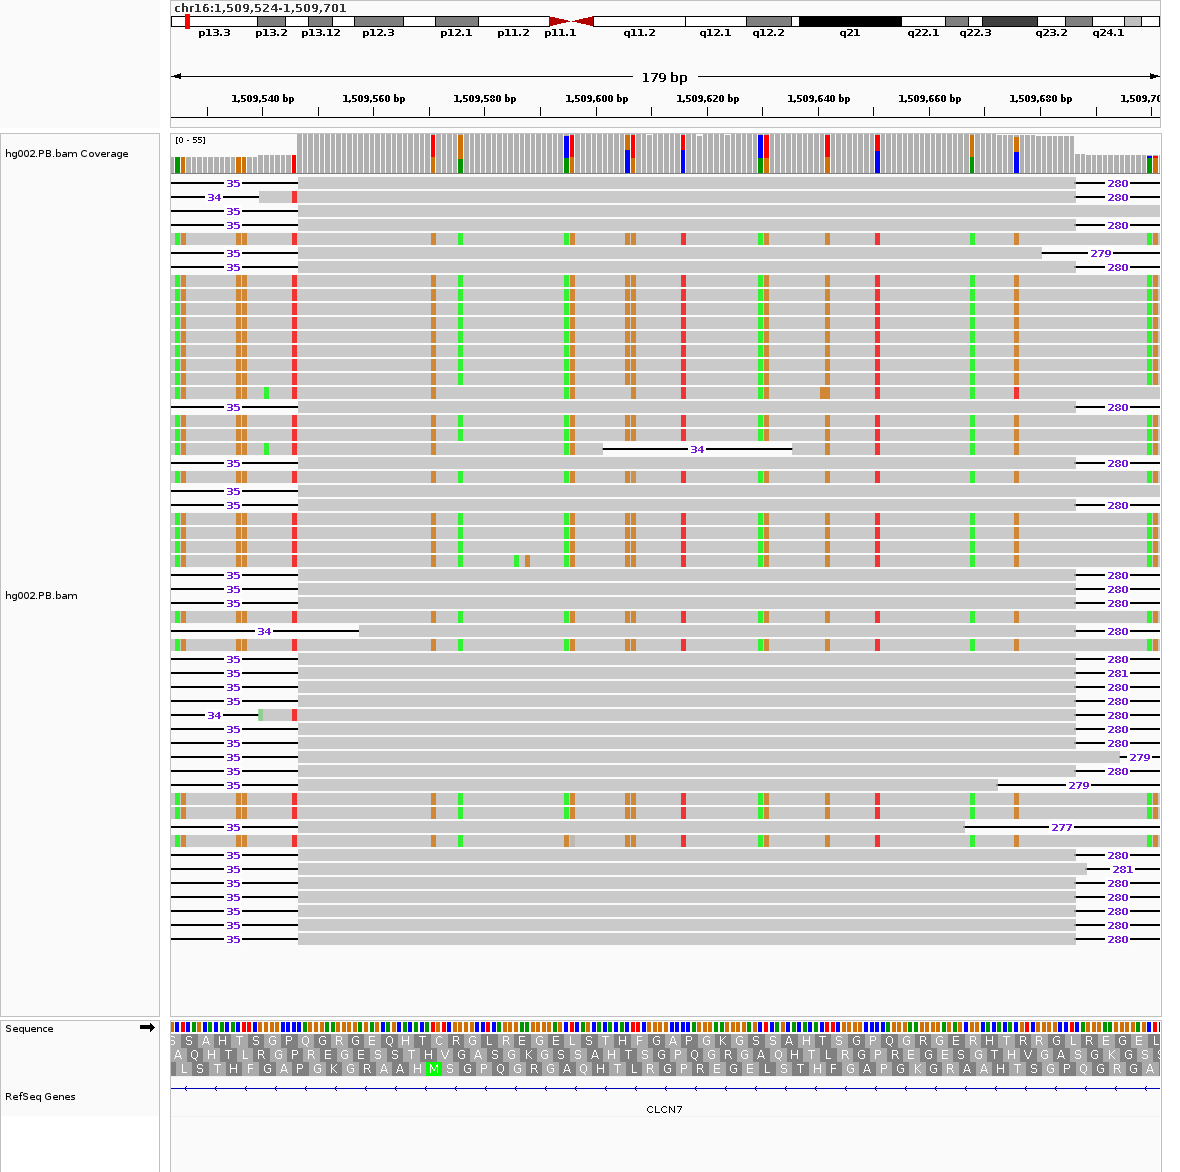 chr16:1,509,524-1,509,701
p13.3 p13.2 p13.12 p12.3 p12.1 p11.2 p11.1 q11.2 q12.1 q12.2 q21 q22.1 q22.3 q23.2 q24.1
179 bp
1,509,540 bp 1,509,560 bp 1,509,580 bp 1,509,600 bp 1,509,620 bp 1,509,640 bp 1,509,660 bp 1,509,680 bp 1,509,70
hg002.PB.bam Coverage
[0 - 55]
35 280
34 280
35
35 280
35 279
35 280
35 280
34
35 280
35
35 280
35 280
35 280
35 280
34 280
35 280
35 281
35 280
35 280
34 280
35 280
35 280
35 279
35 280
35 279
35 277
35 280
35 281
35 280
35 280
35 280
35 280
35 280
hg002.PB.bam
Sequence
S S A H T S G P Q G R G E Q H T C R G L R E G E L S T H F G A P G K G S S A H T S G P Q G R G E R H T R R G L R E G E L
A Q H T L R G P R E G E S S T H V G A S G K G S S A H T S G P Q G R G A Q H T L R G P R E G E S G T H V G A S G K G S S
L S T H F G A P G K G R A A H M S G P Q G R G A Q H T L R G P R E G E L S T H F G A P G K G R A A H T S G P Q G R G A
RefSeq Genes
CLCN7